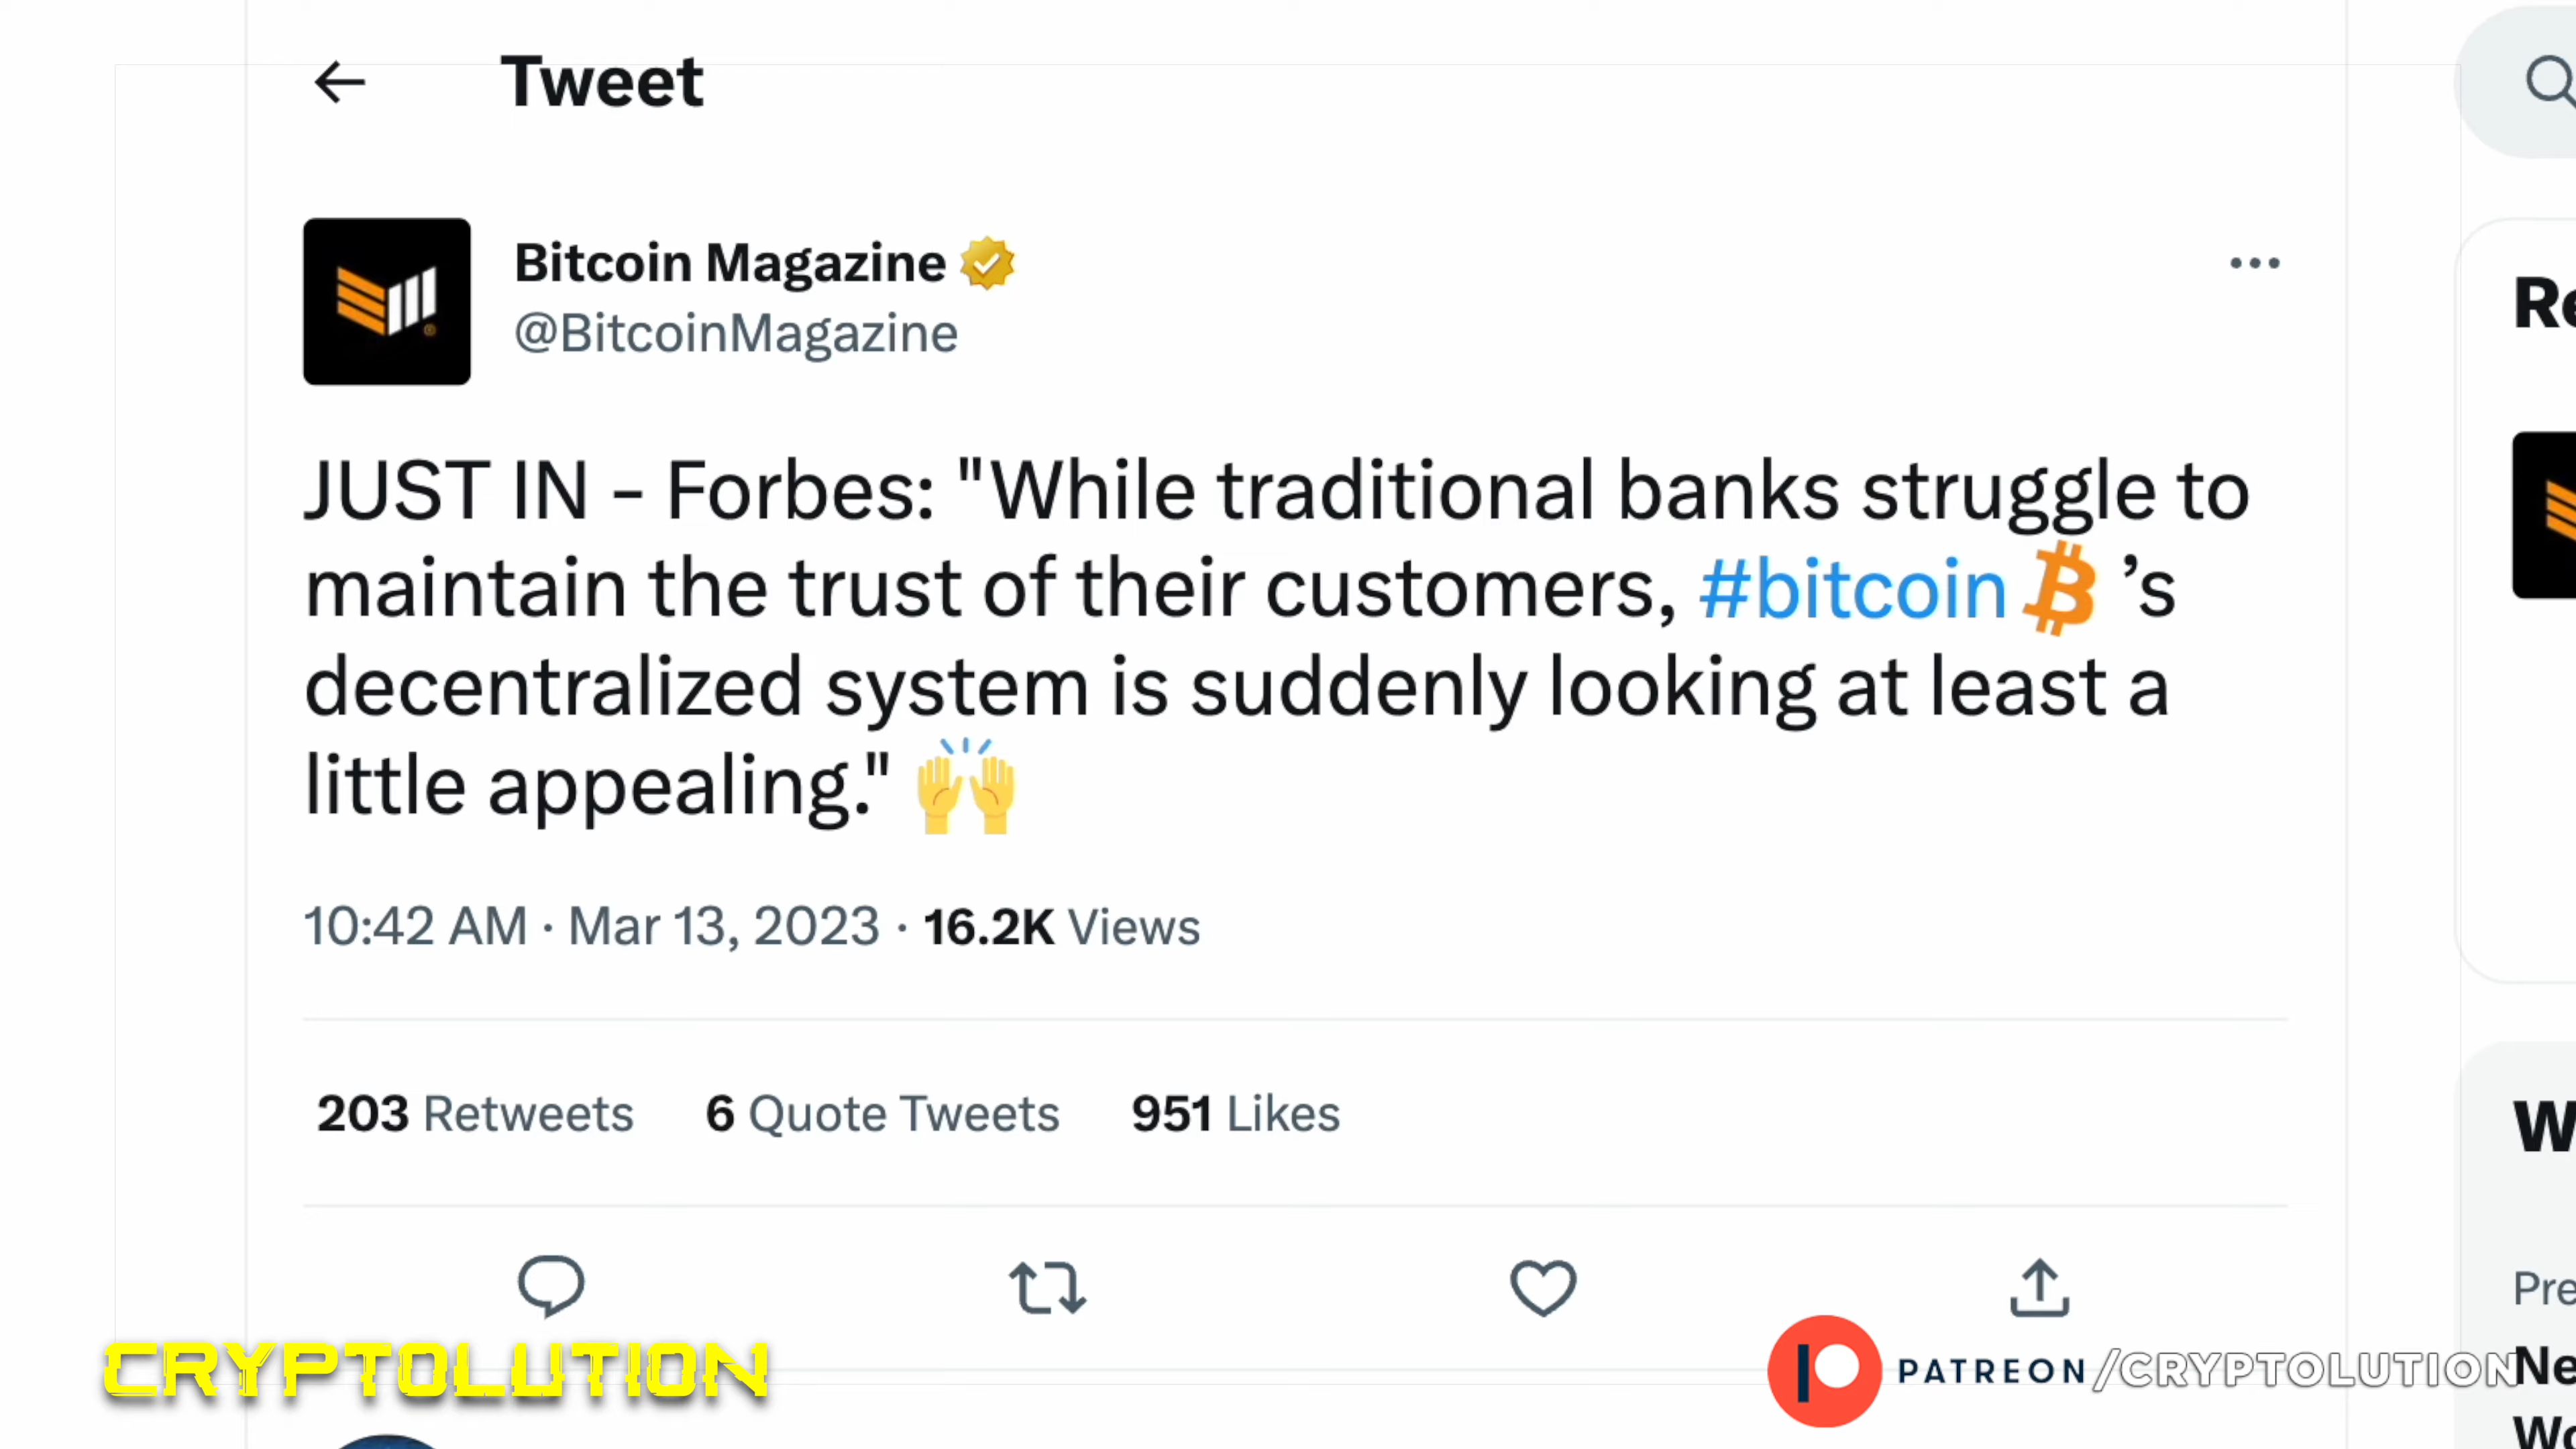 Tweet
Bitcoin Magazine
@BitcoinMagazine
JUST IN - Forbes: "While traditional banks struggle to
maintain the trust of their customers, #bitcoin ’s
decentralized system is suddenly looking at least a
little appealing." 🙌
10:42 AM · Mar 13, 2023 · 16.2K Views
203 Retweets 6 Quote Tweets 951 Likes
CRYPTOLUTION
PATREON/CRYPTOLUTION